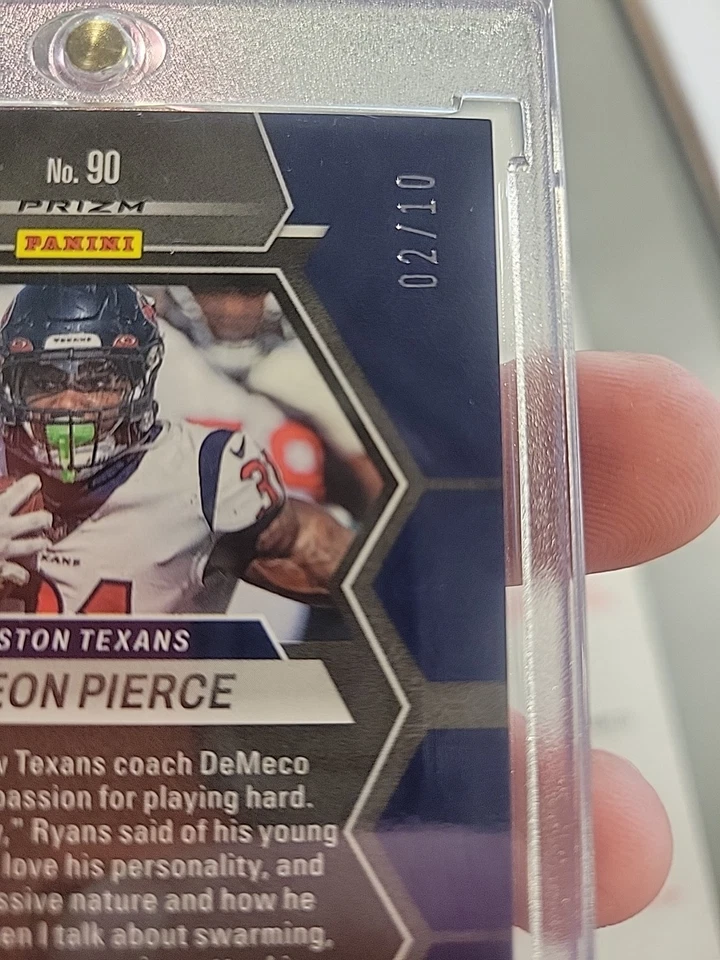 No. 90
PRIZM
PANINI
02/10
TEXANS
STON TEXANS
EON PIERCE
Texans coach DeMeco
passion for playing hard.
," Ryans said of his young
love his personality, and
ssive nature and how he
en I talk about swarming,